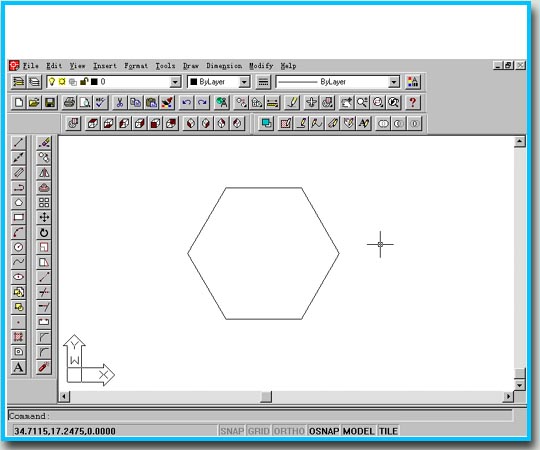 File Edit View Insert Format Tools Draw Dimension Modify Help
0 ByLayer ByLayer
Y
W
X
A
Command:
34.7115,17.2475,0.0000 SNAP GRID ORTHO OSNAP MODEL TILE